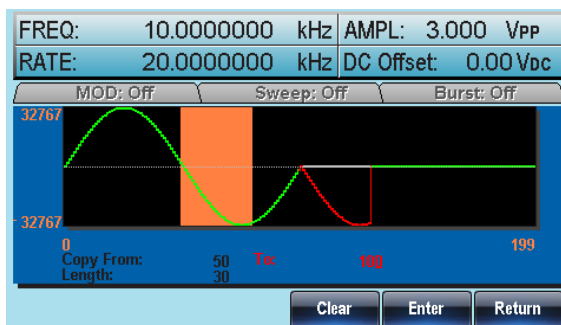 FREQ: 10.0000000 kHz AMPL: 3.000 VPP
RATE: 20.0000000 kHz DC Offset: 0.00 VDC
MOD: Off Sweep: Off Burst: Off
32767
- 32767
0 199
Copy From: 50 To: 100
Length: 30
Clear Enter Return